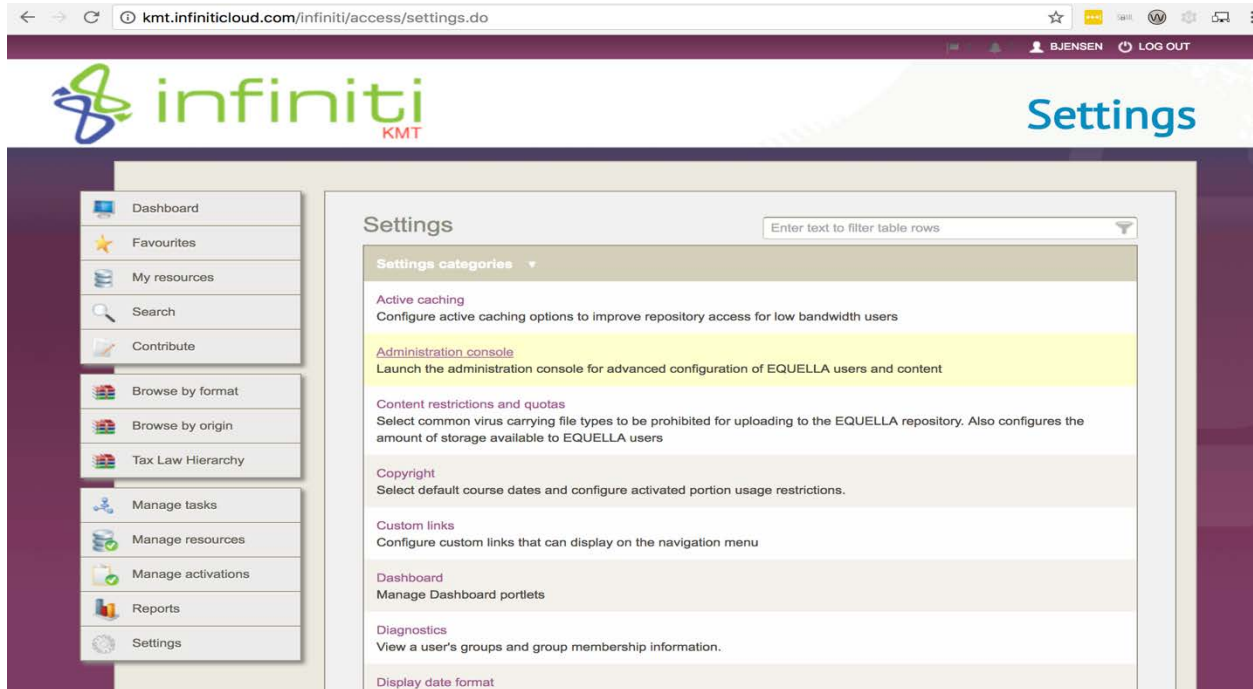 kmt.infiniticloud.com/infiniti/access/settings.do
BJENSEN LOG OUT
infiniti
KMT
Settings
Dashboard
Favourites
My resources
Search
Contribute
Browse by format
Browse by origin
Tax Law Hierarchy
Manage tasks
Manage resources
Manage activations
Reports
Settings
Settings
Enter text to filter table rows
Settings categories
Active caching
Configure active caching options to improve repository access for low bandwidth users
Administration console
Launch the administration console for advanced configuration of EQUELLA users and content
Content restrictions and quotas
Select common virus carrying file types to be prohibited for uploading to the EQUELLA repository. Also configures the
amount of storage available to EQUELLA users
Copyright
Select default course dates and configure activated portion usage restrictions.
Custom links
Configure custom links that can display on the navigation menu
Dashboard
Manage Dashboard portlets
Diagnostics
View a user's groups and group membership information.
Display date format